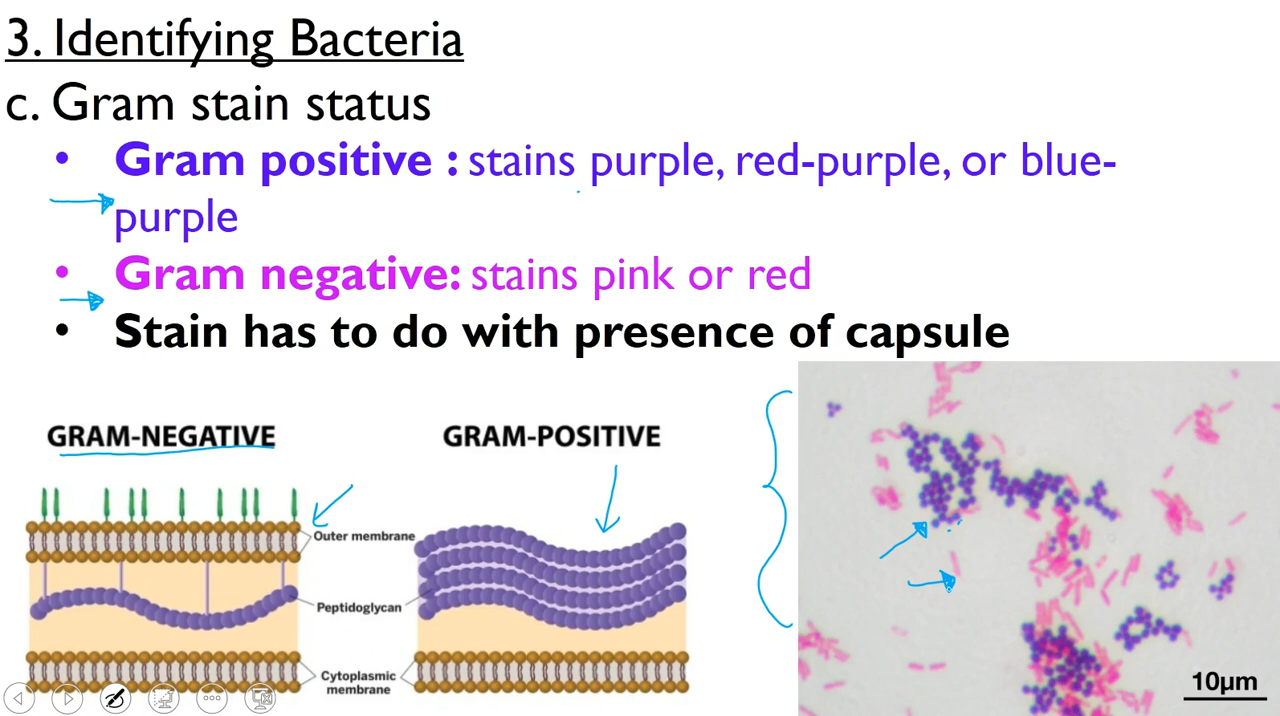 3. Identifying Bacteria
c. Gram stain status
• Gram positive : stains purple, red-purple, or blue-
purple
• Gram negative: stains pink or red
• Stain has to do with presence of capsule
GRAM-NEGATIVE
GRAM-POSITIVE
Outer membrane
Peptidoglycan
Cytoplasmic
membrane
10µm